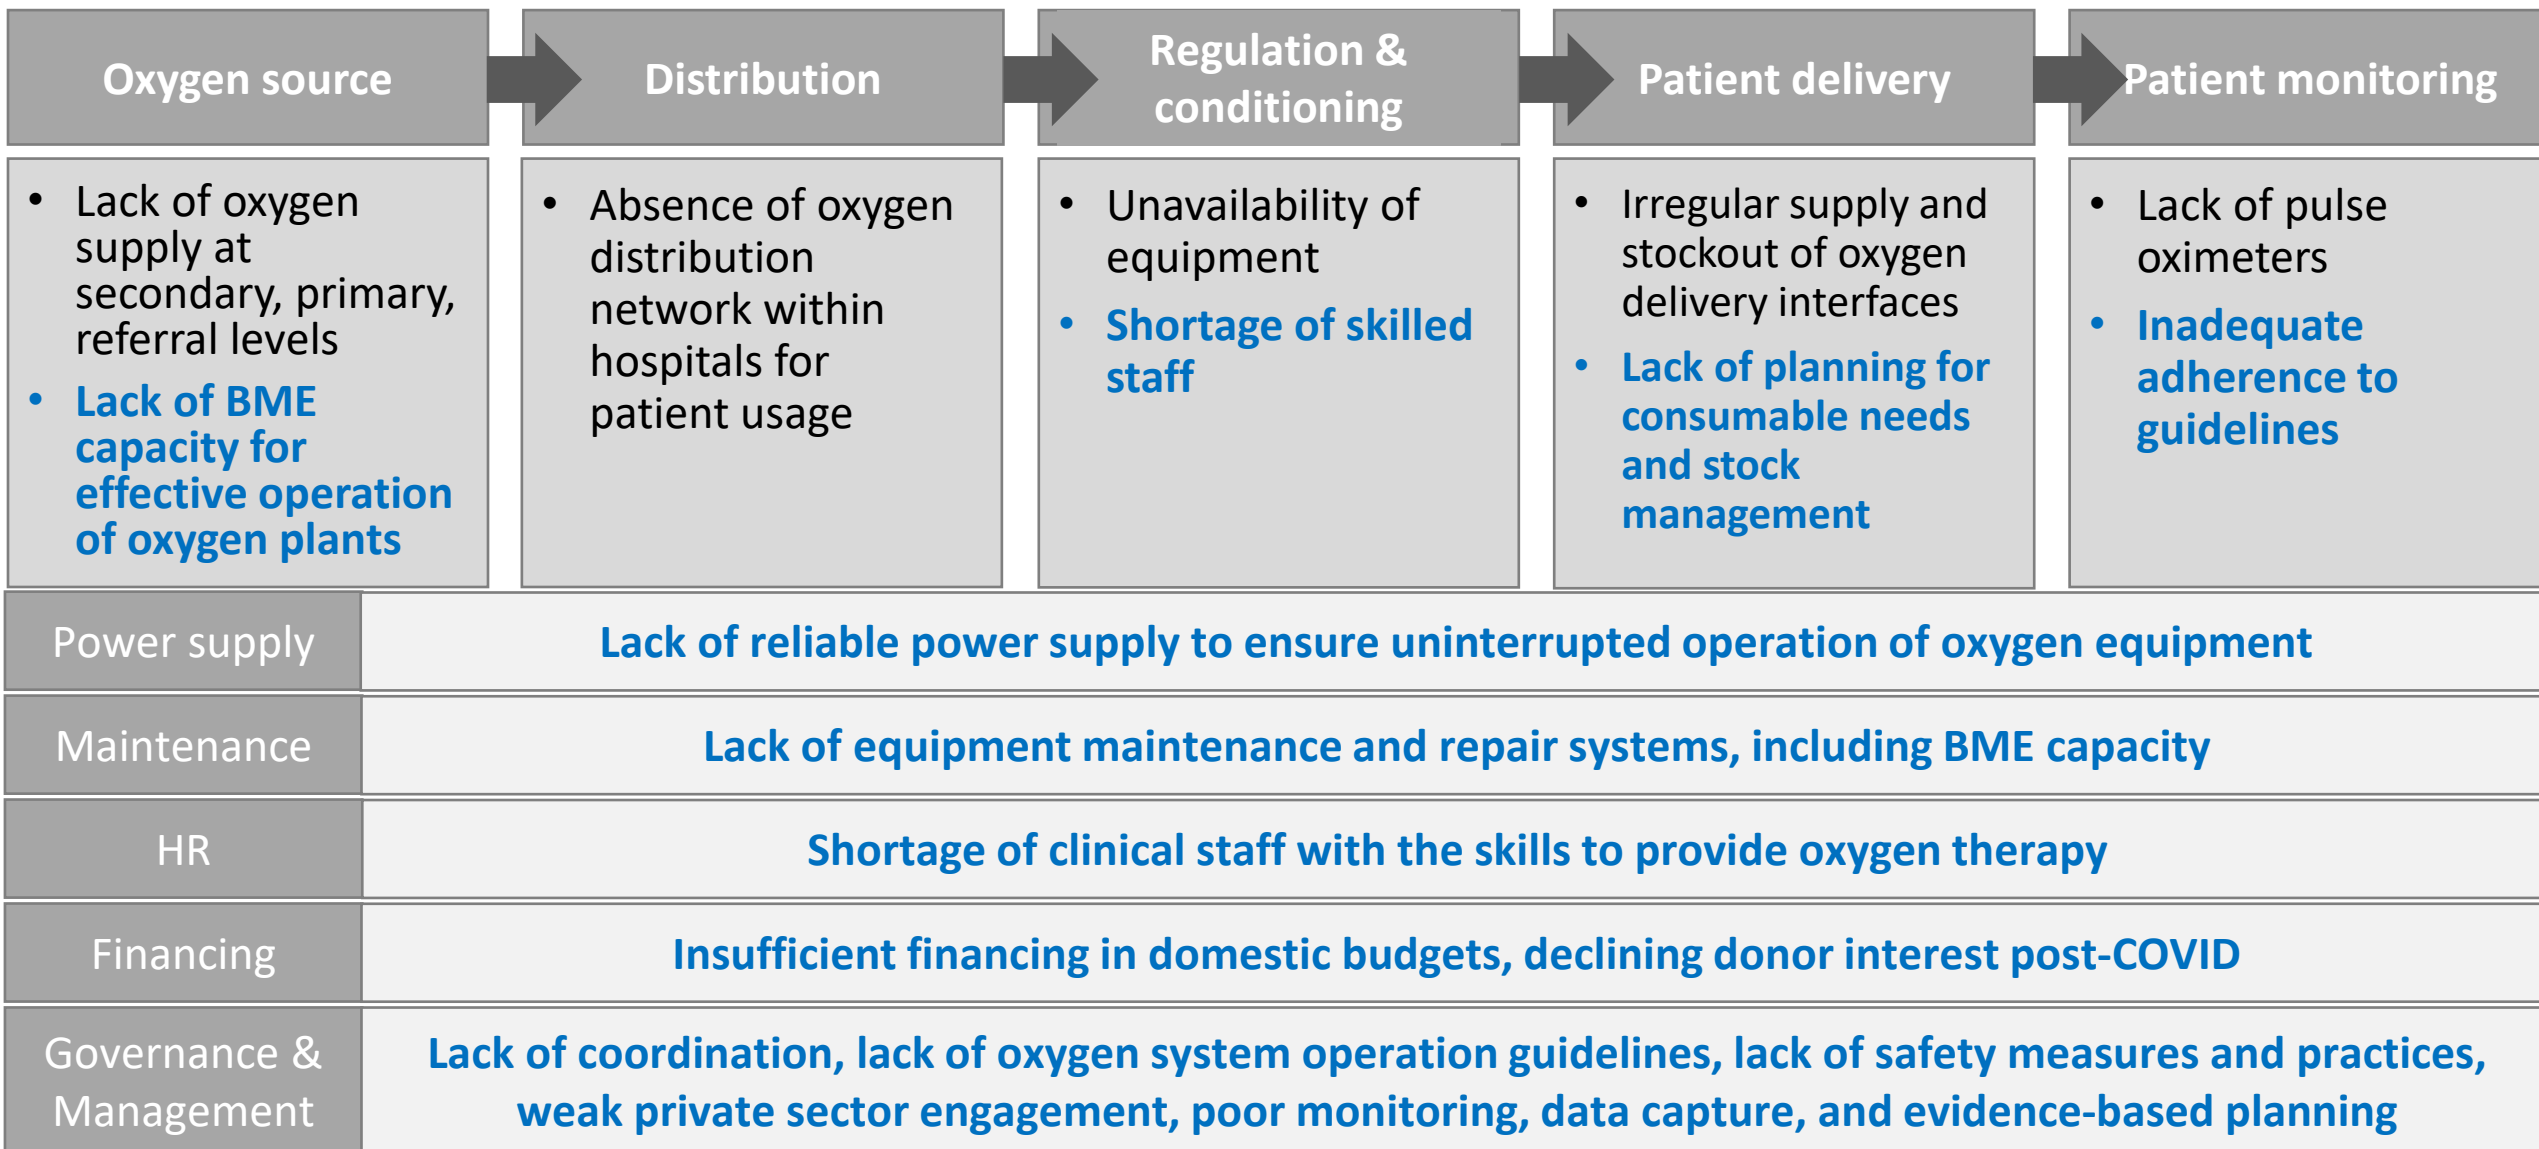 Oxygen source
Distribution
Regulation &
conditioning
Patient delivery
Patient monitoring
• Lack of oxygen
supply at
secondary, primary,
referral levels
• Lack of BME
capacity for
effective operation
of oxygen plants
• Absence of oxygen
distribution
network within
hospitals for
patient usage
• Unavailability of
equipment
• Shortage of skilled
staff
• Irregular supply and
stockout of oxygen
delivery interfaces
• Lack of planning for
consumable needs
and stock
management
• Lack of pulse
oximeters
• Inadequate
adherence to
guidelines
Power supply
Lack of reliable power supply to ensure uninterrupted operation of oxygen equipment
Maintenance
Lack of equipment maintenance and repair systems, including BME capacity
HR
Shortage of clinical staff with the skills to provide oxygen therapy
Financing
Insufficient financing in domestic budgets, declining donor interest post-COVID
Governance &
Management
Lack of coordination, lack of oxygen system operation guidelines, lack of safety measures and practices,
weak private sector engagement, poor monitoring, data capture, and evidence-based planning